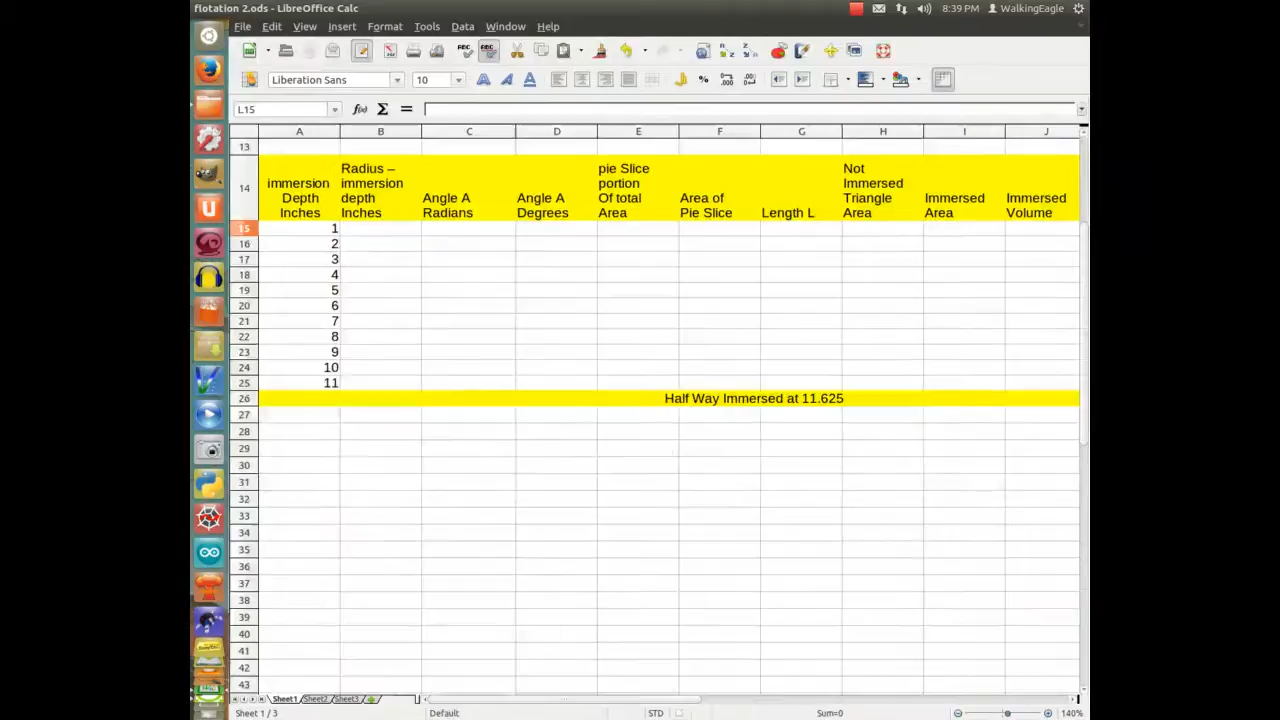 flotation 2.ods - LibreOffice Calc
8:39 PM
WalkingEagle
File Edit View Insert Format Tools Data Window Help
Liberation Sans
10
L15
A B C D E F G H I J
13
14
immersion
Depth
Inches
Radius –
immersion
depth
Inches
Angle A
Radians
Angle A
Degrees
pie Slice
portion
Of total
Area
Area of
Pie Slice
Length L
Not
Immersed
Triangle
Area
Immersed
Area
Immersed
Volume
15 1
16 2
17 3
18 4
19 5
20 6
21 7
22 8
23 9
24 10
25 11
26 Half Way Immersed at 11.625
27
28
29
30
31
32
33
34
35
36
37
38
39
40
41
42
43
Sheet1 Sheet2 Sheet3
Sheet 1 / 3 Default STD Sum=0 140%